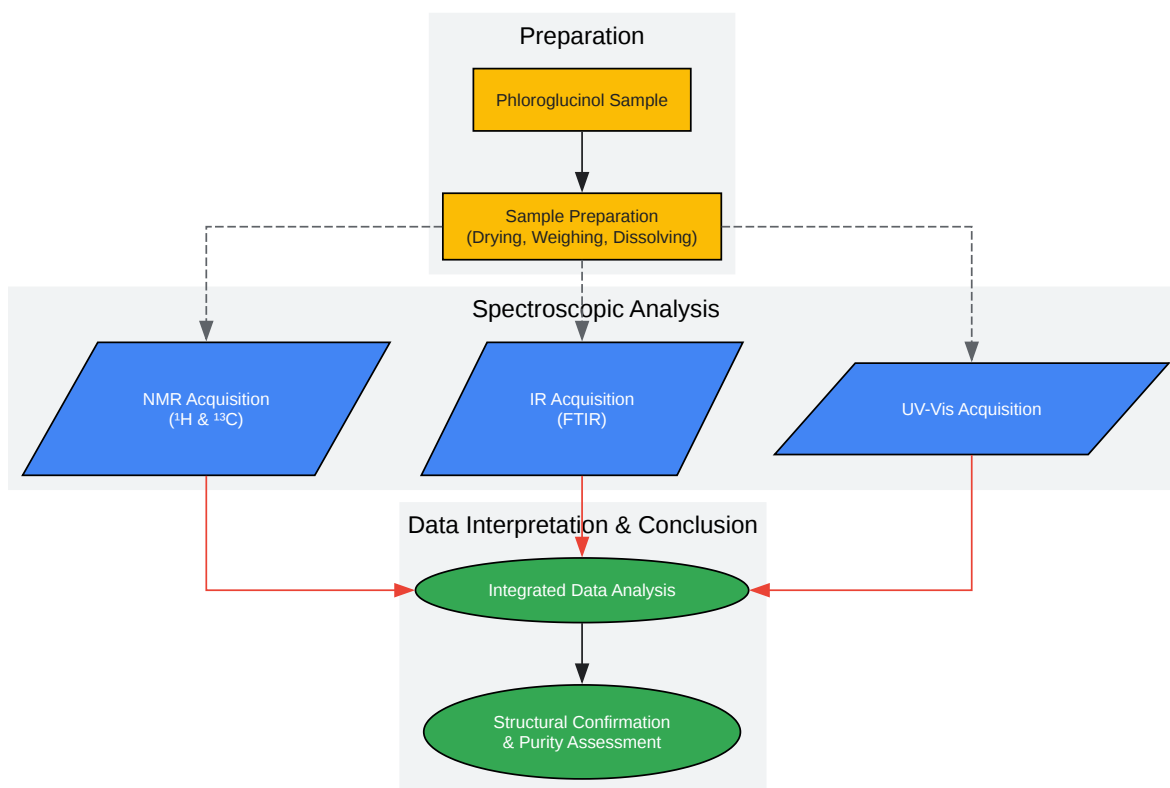 Preparation
Phloroglucinol Sample
Sample Preparation
(Drying, Weighing, Dissolving)
Spectroscopic Analysis
NMR Acquisition
(¹H & ¹³C)
IR Acquisition
(FTIR)
UV-Vis Acquisition
Data Interpretation & Conclusion
Integrated Data Analysis
Structural Confirmation
& Purity Assessment